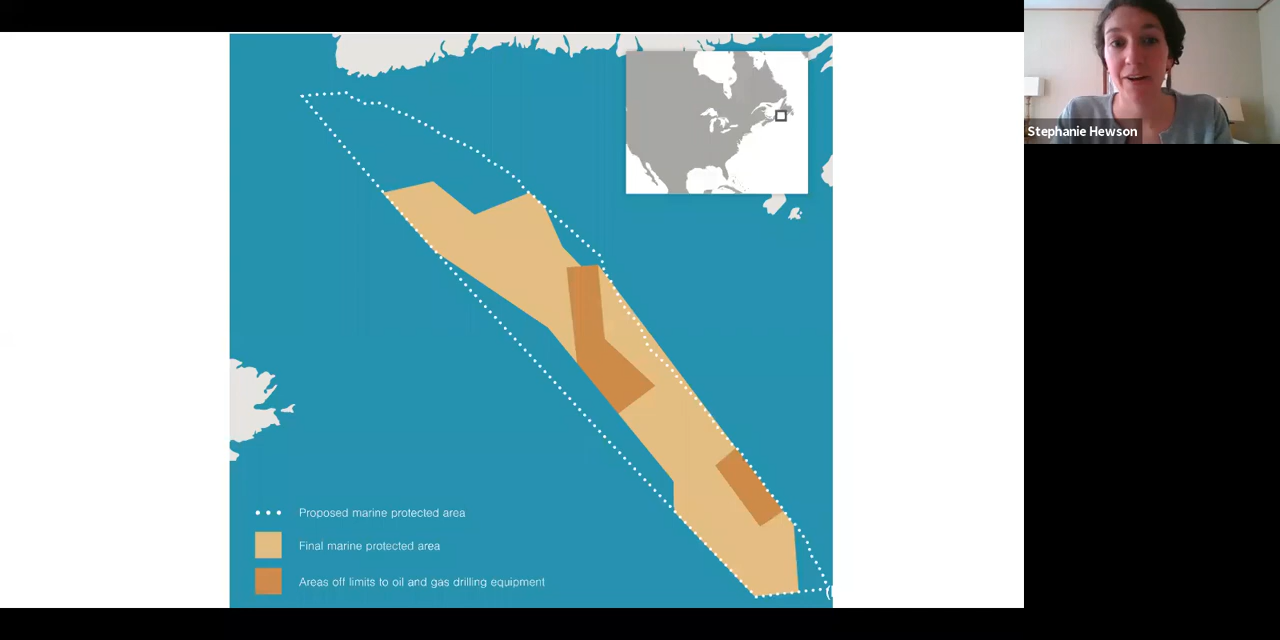 Stephanie Hewson
Proposed marine protected area
Final marine protected area
Areas off limits to oil and gas drilling equipment